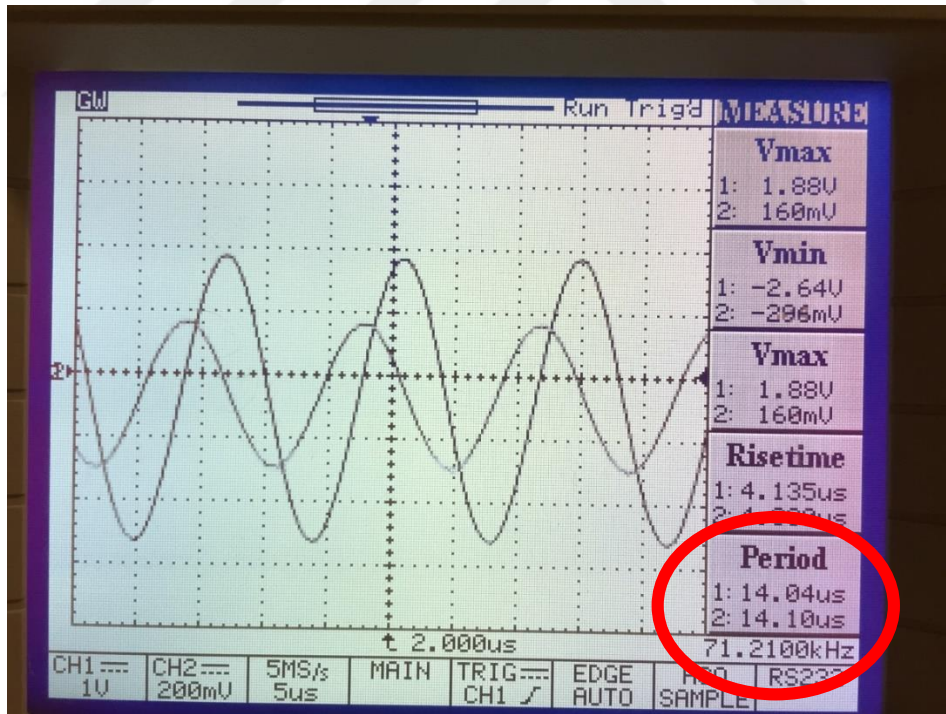 GW Run Trig'd MEASURE
Vmax
1: 1.88V
2: 160mV
Vmin
1: -2.64V
2: -296mV
Vmax
1: 1.88V
2: 160mV
Risetime
1: 4.135us
Period
1: 14.04us
2: 14.10us
2.000us 71.2100kHz
CH1 CH2 5MS/s MAIN TRIG EDGE RS232
1V 200mV 5us CH1 AUTO SAMPLE